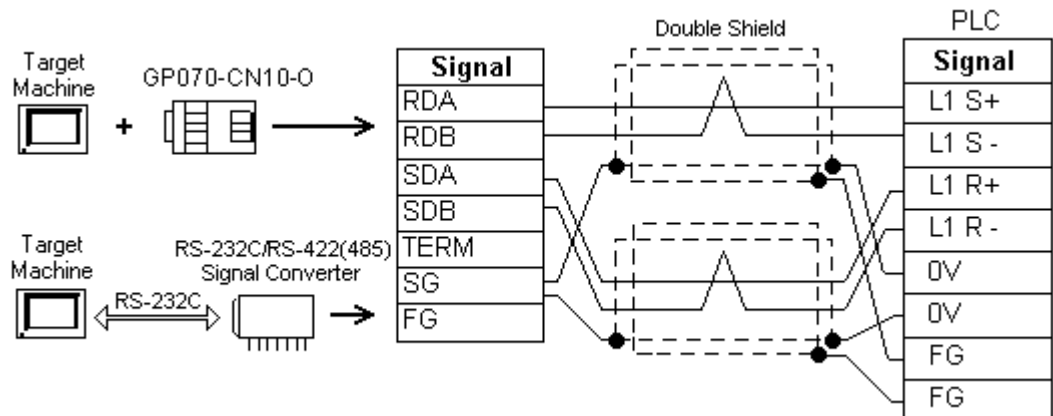 Target
Machine
+
GP070-CN10-O
Target
Machine
RS-232C
RS-232C/RS-422(485)
Signal Converter
Signal
RDA
RDB
SDA
SDB
TERM
SG
FG
Double Shield
PLC
Signal
L1 S+
L1 S -
L1 R+
L1 R -
0V
0V
FG
FG